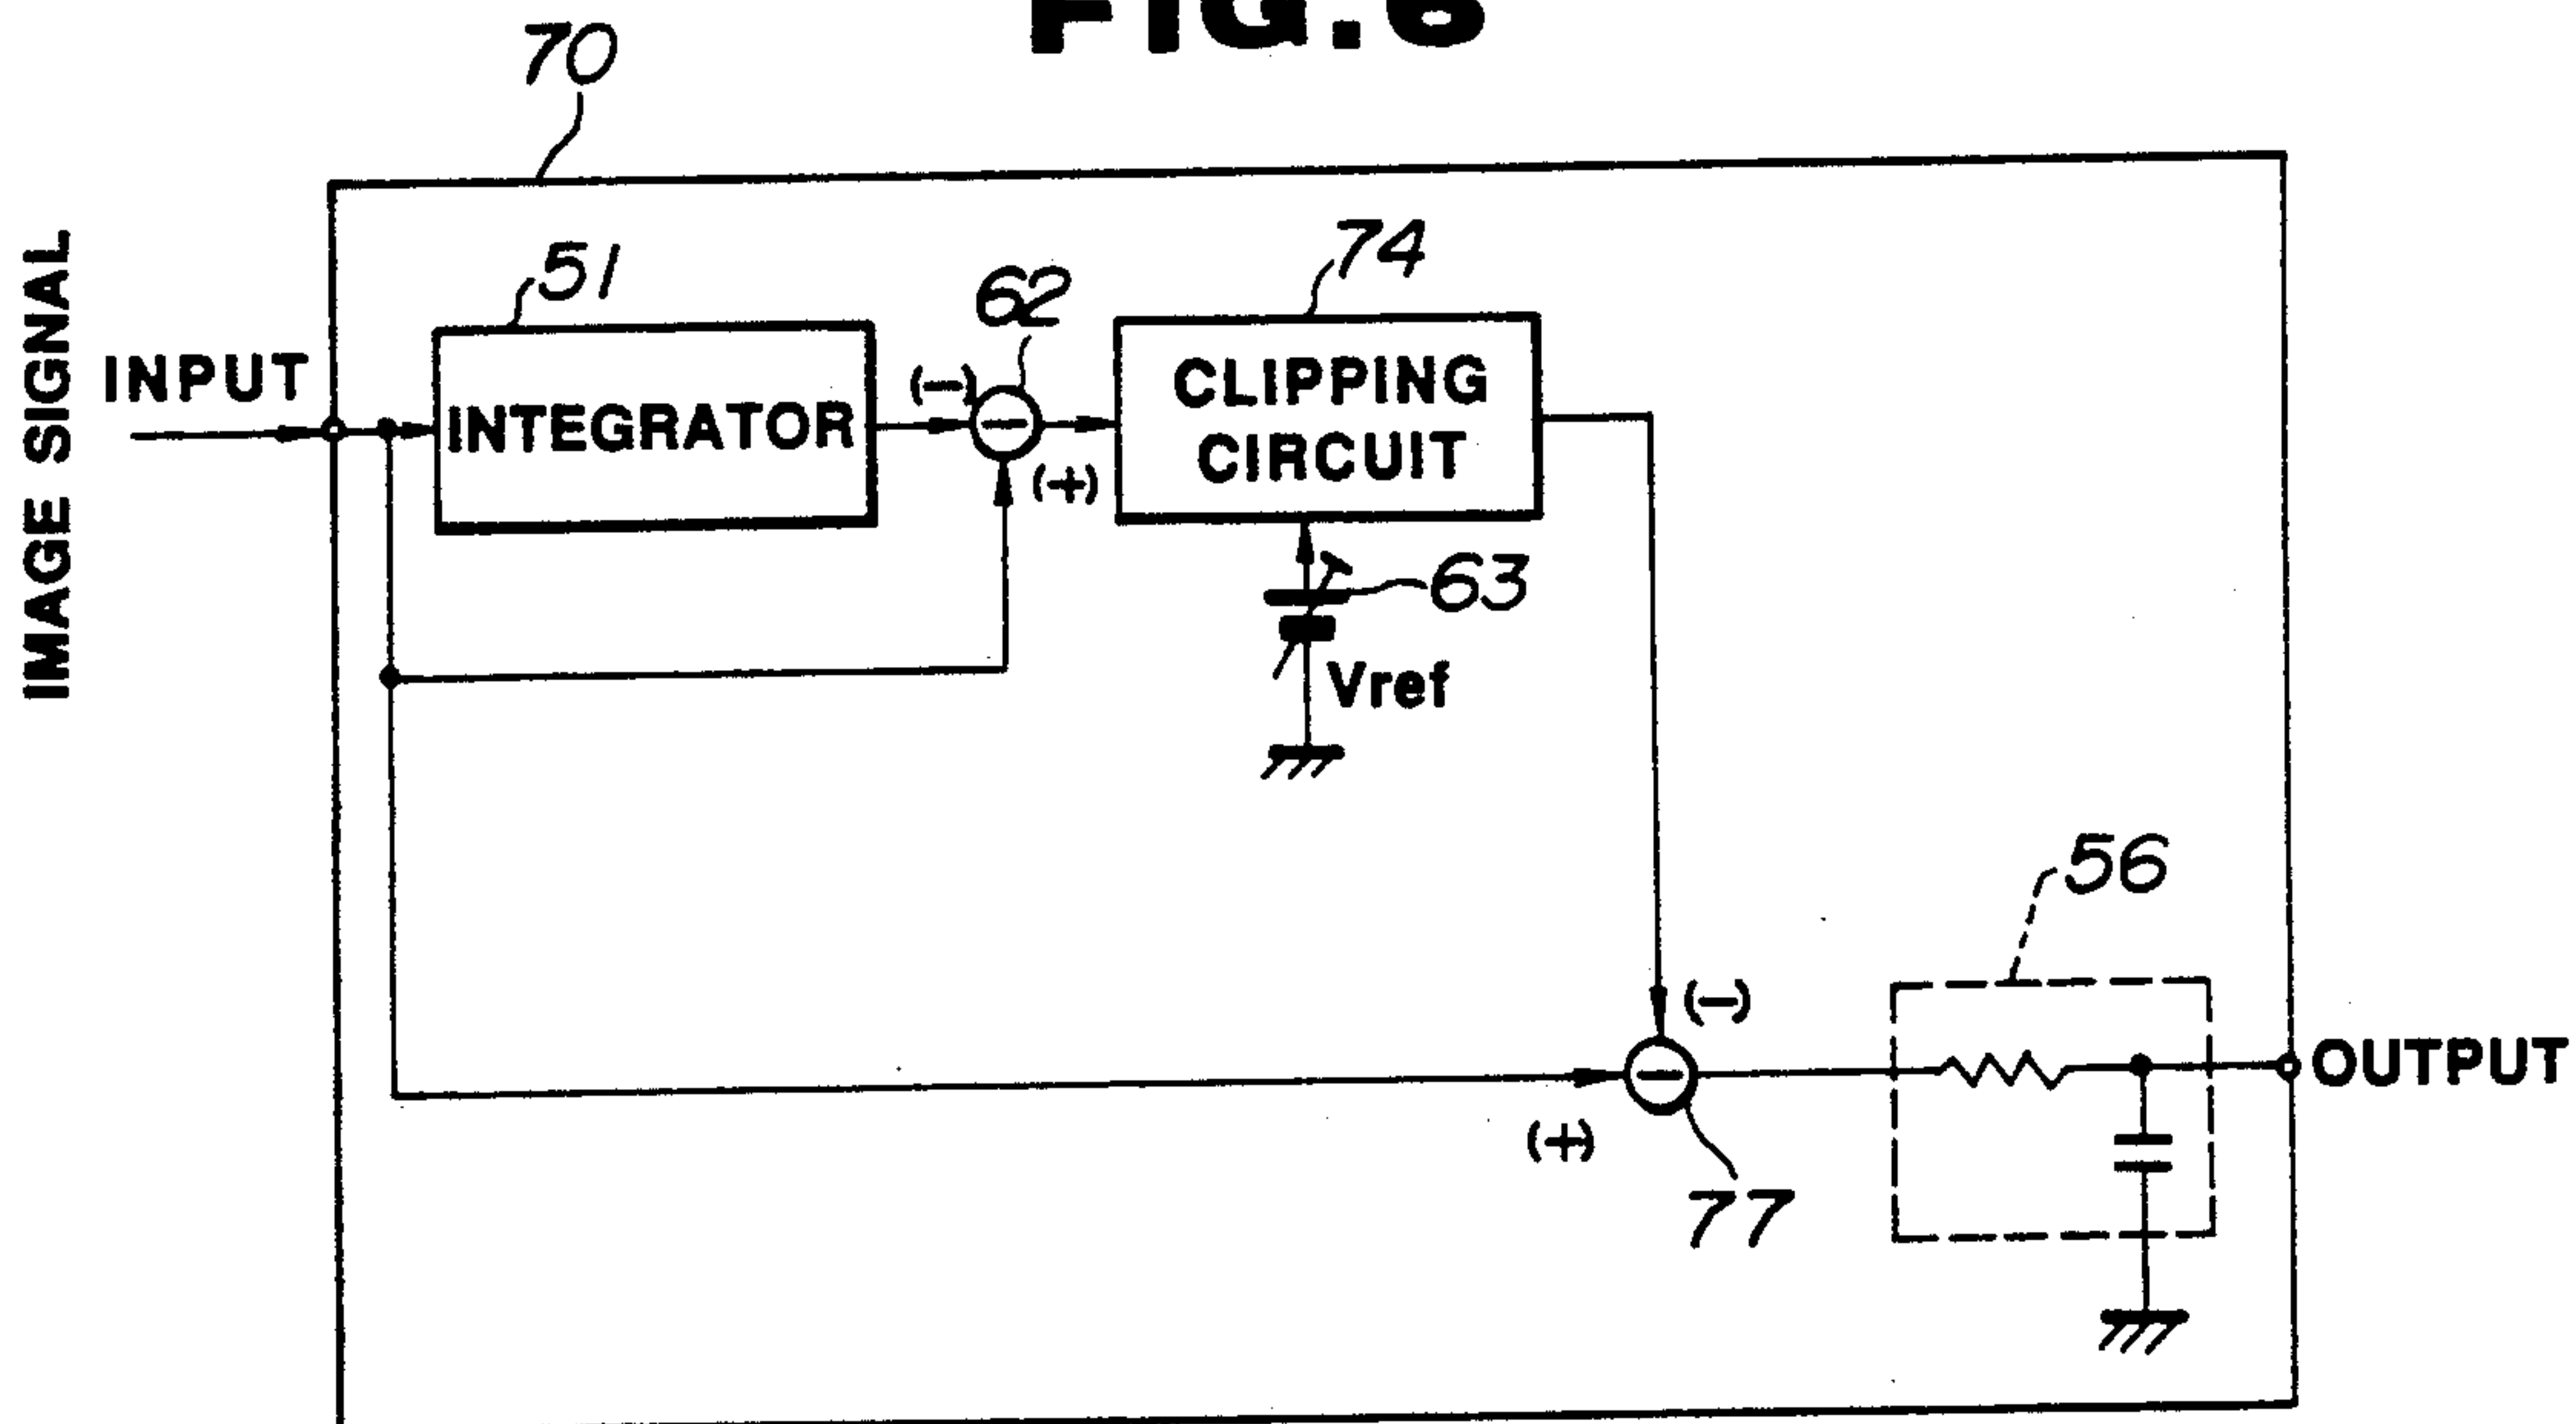 FIG.6
70
IMAGE SIGNAL
INPUT
51
INTEGRATOR
(−)
62
(+)
74
CLIPPING
CIRCUIT
63
Vref
56
(−)
(+)
77
OUTPUT